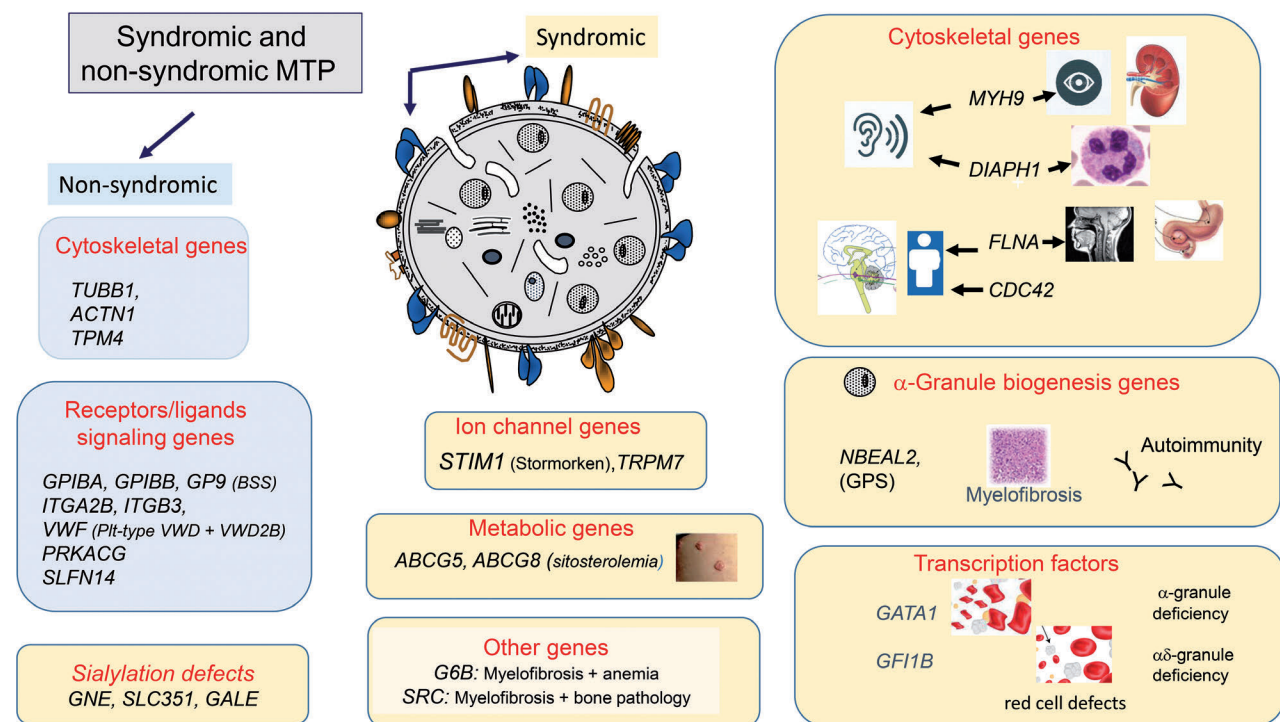 Syndromic and
non-syndromic MTP
Non-syndromic
Cytoskeletal genes
TUBB1,
ACTN1
TPM4
Receptors/ligands
signaling genes
GPIBA, GPIBB, GP9 (BSS)
ITGA2B, ITGB3,
VWF (Plt-type VWD + VWD2B)
PRKACG
SLFN14
Sialylation defects
GNE, SLC351, GALE
Syndromic
Ion channel genes
STIM1 (Stormorken), TRPM7
Metabolic genes
ABCG5, ABCG8 (sitosterolemia)
Other genes
G6B: Myelofibrosis + anemia
SRC: Myelofibrosis + bone pathology
Cytoskeletal genes
MYH9
DIAPH1
FLNA
CDC42
α-Granule biogenesis genes
NBEAL2,
(GPS)
Myelofibrosis
Autoimmunity
Transcription factors
GATA1
α-granule
deficiency
GFI1B
αδ-granule
deficiency
red cell defects